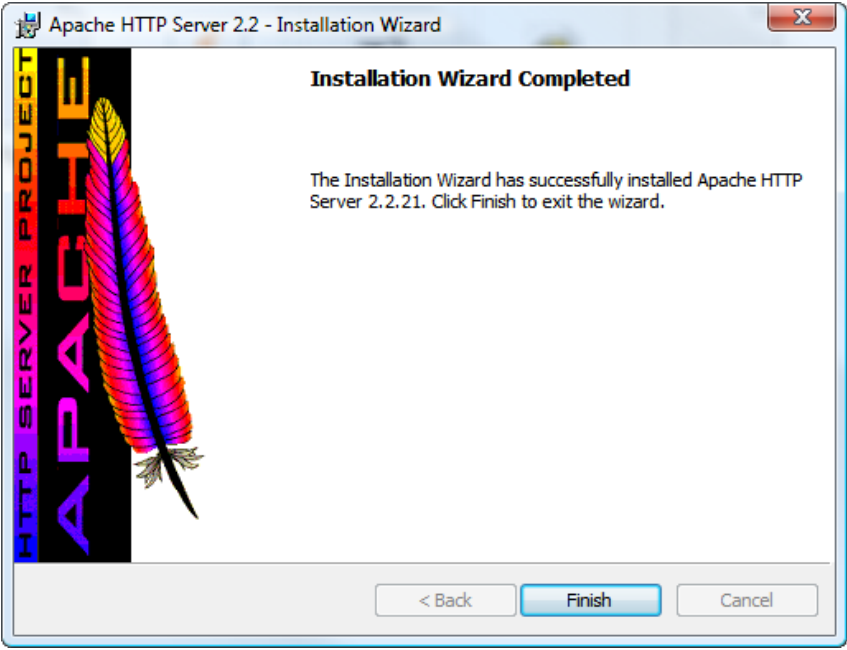 Apache HTTP Server 2.2 - Installation Wizard
X
HTTP SERVER PROJECT
APACHE
Installation Wizard Completed
The Installation Wizard has successfully installed Apache HTTP
Server 2.2.21. Click Finish to exit the wizard.
< Back
Finish
Cancel